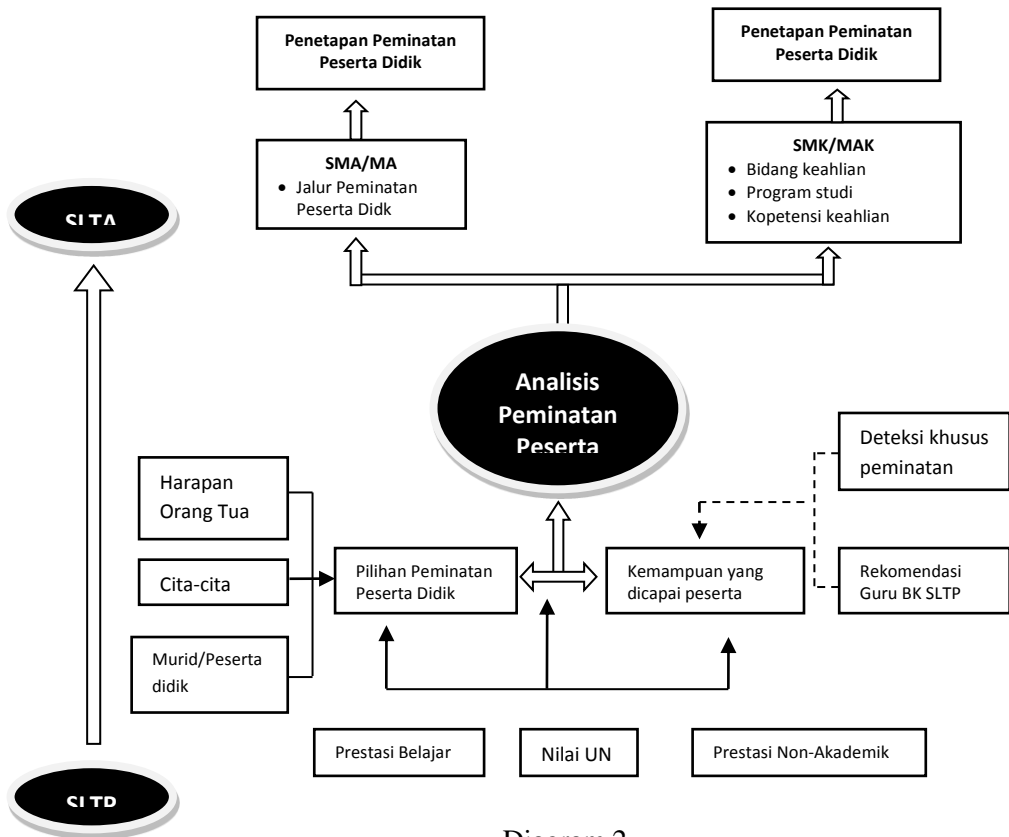 Penetapan Peminatan
Peserta Didik
Penetapan Peminatan
Peserta Didik
SMA/MA
• Jalur Peminatan
Peserta Didk
SMK/MAK
• Bidang keahlian
• Program studi
• Kopetensi keahlian
SLTA
Analisis
Peminatan
Peserta
Deteksi khusus
peminatan
Harapan
Orang Tua
Cita-cita
Pilihan Peminatan
Peserta Didik
Kemampuan yang
dicapai peserta
Rekomendasi
Guru BK SLTP
Murid/Peserta
didik
Prestasi Belajar
Nilai UN
Prestasi Non-Akademik
SLTP
Diagram 2